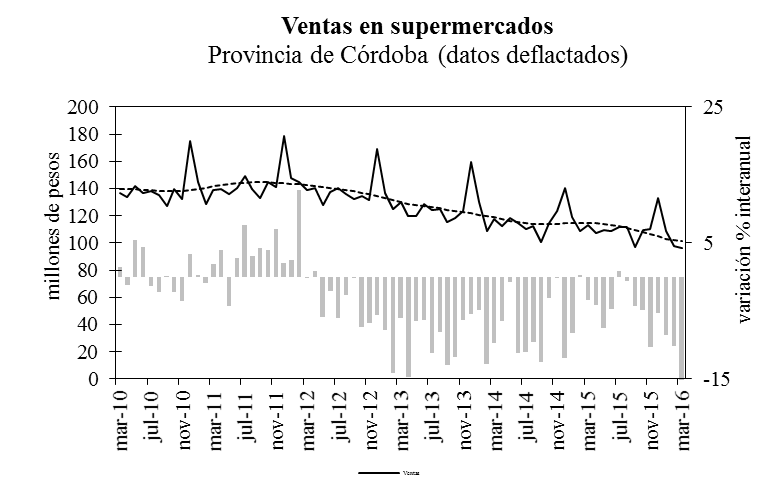 Ventas en supermercados
Provincia de Córdoba (datos deflactados)
millones de pesos
200
180
160
140
120
100
80
60
40
20
0
25
5
-15
variación % interanual
mar-10
jul-10
nov-10
mar-11
jul-11
nov-11
mar-12
jul-12
nov-12
mar-13
jul-13
nov-13
mar-14
jul-14
nov-14
mar-15
jul-15
nov-15
mar-16
Ventas